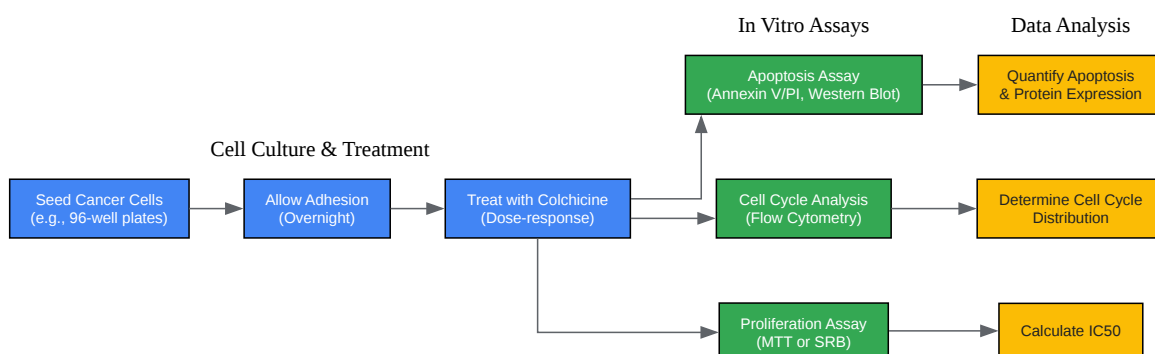 In Vitro Assays
Data Analysis
Apoptosis Assay
(Annexin V/PI, Western Blot)
Quantify Apoptosis
& Protein Expression
Cell Culture & Treatment
Seed Cancer Cells
(e.g., 96-well plates)
Allow Adhesion
(Overnight)
Treat with Colchicine
(Dose-response)
Cell Cycle Analysis
(Flow Cytometry)
Determine Cell Cycle
Distribution
Proliferation Assay
(MTT or SRB)
Calculate IC50